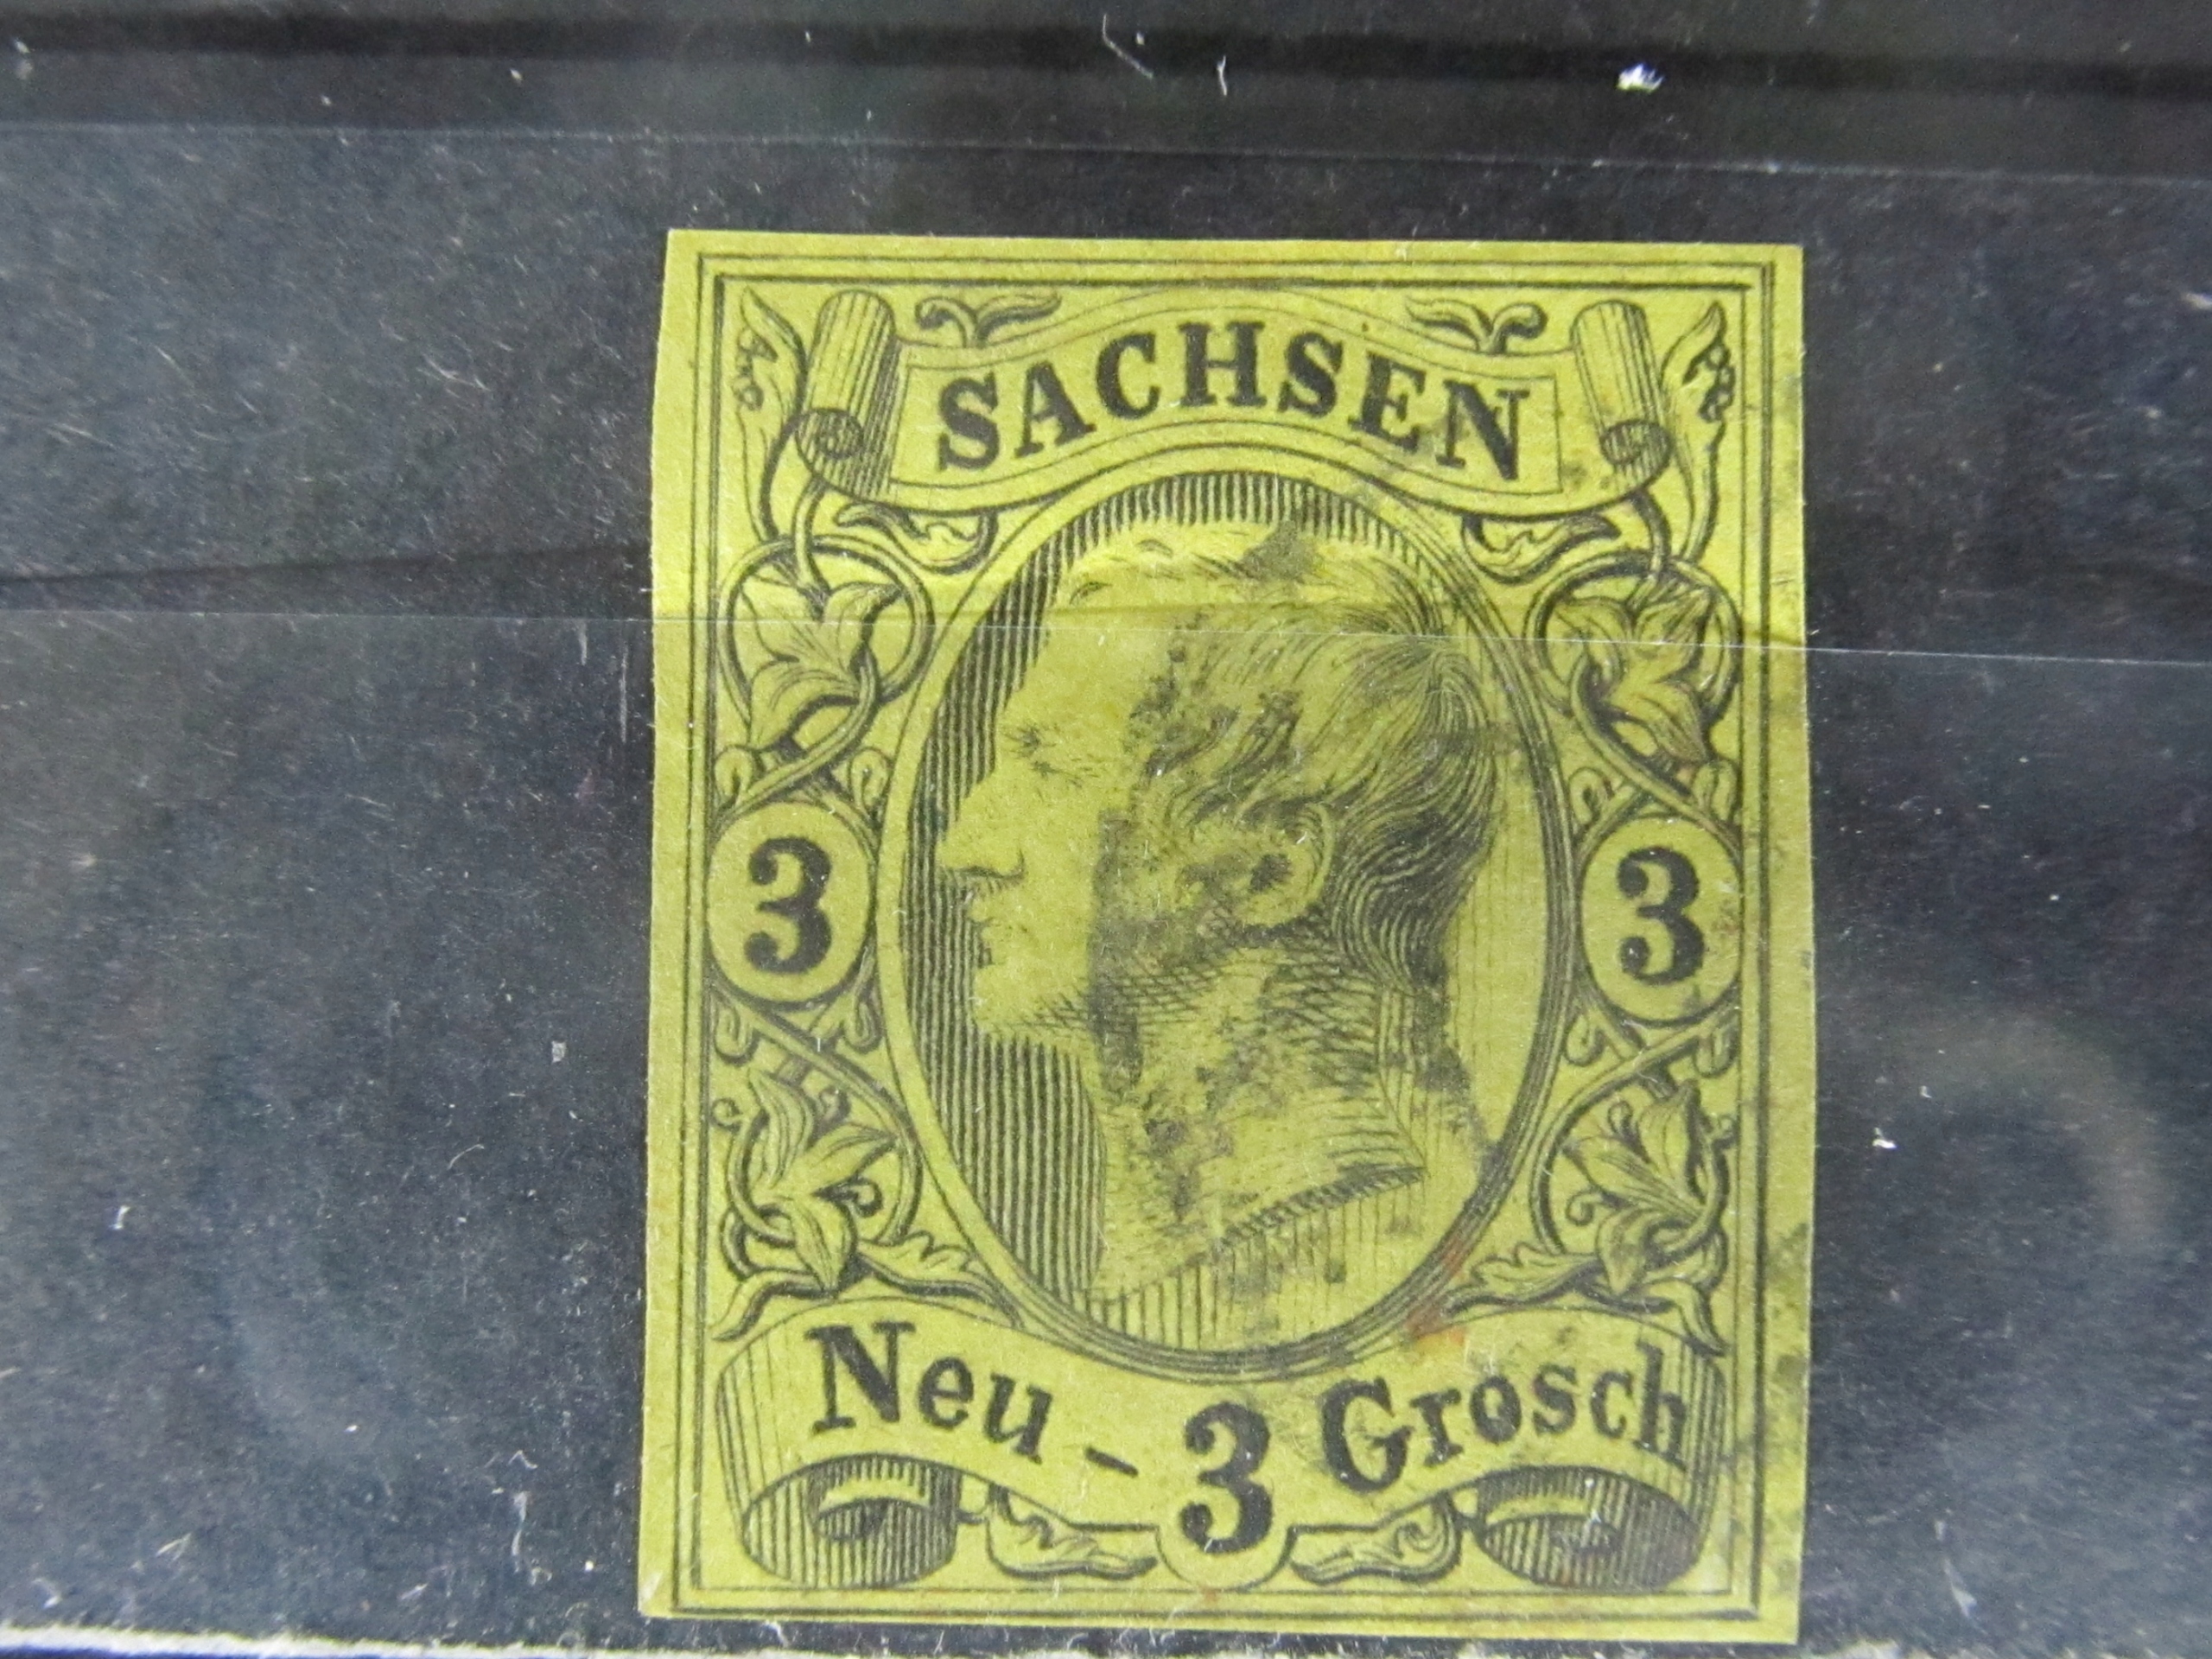 SACHSEN
3 3
Neu - 3 Grosch